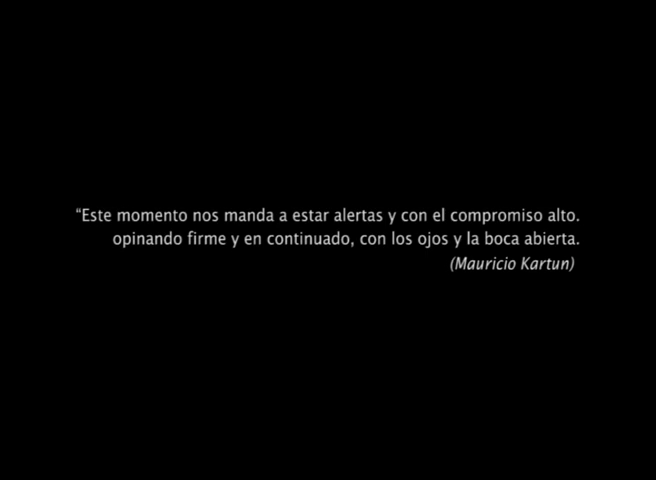 “Este momento nos manda a estar alertas y con el compromiso alto.
opinando firme y en continuado, con los ojos y la boca abierta.
(Mauricio Kartun)